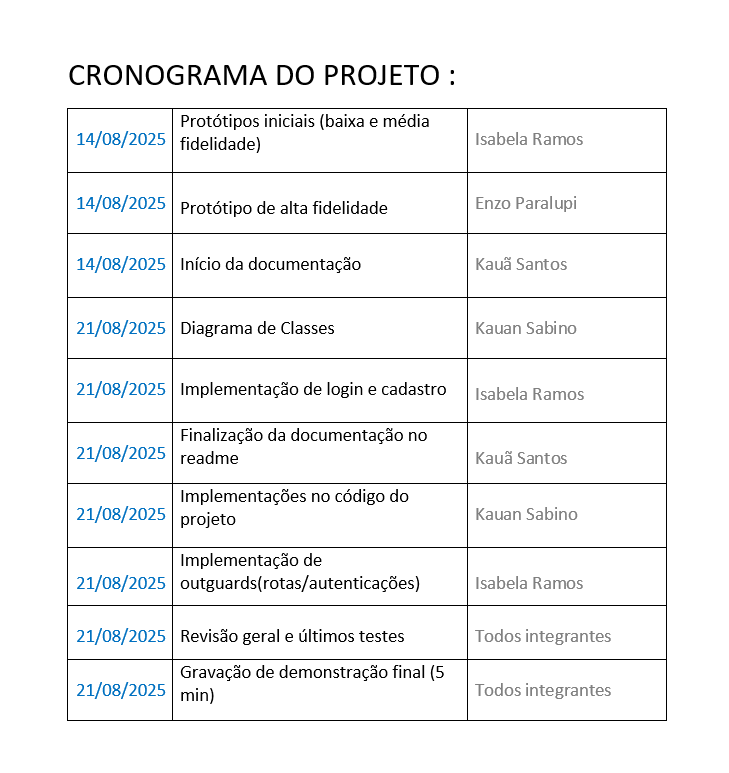 CRONOGRAMA DO PROJETO :
14/08/2025 Protótipos iniciais (baixa e média
fidelidade) Isabela Ramos
14/08/2025 Protótipo de alta fidelidade Enzo Paralupi
14/08/2025 Início da documentação Kauã Santos
21/08/2025 Diagrama de Classes Kauan Sabino
21/08/2025 Implementação de login e cadastro Isabela Ramos
21/08/2025 Finalização da documentação no
readme Kauã Santos
21/08/2025 Implementações no código do
projeto Kauan Sabino
21/08/2025 Implementação de
outguards(rotas/autenticações) Isabela Ramos
21/08/2025 Revisão geral e últimos testes Todos integrantes
21/08/2025 Gravação de demonstração final (5
min) Todos integrantes